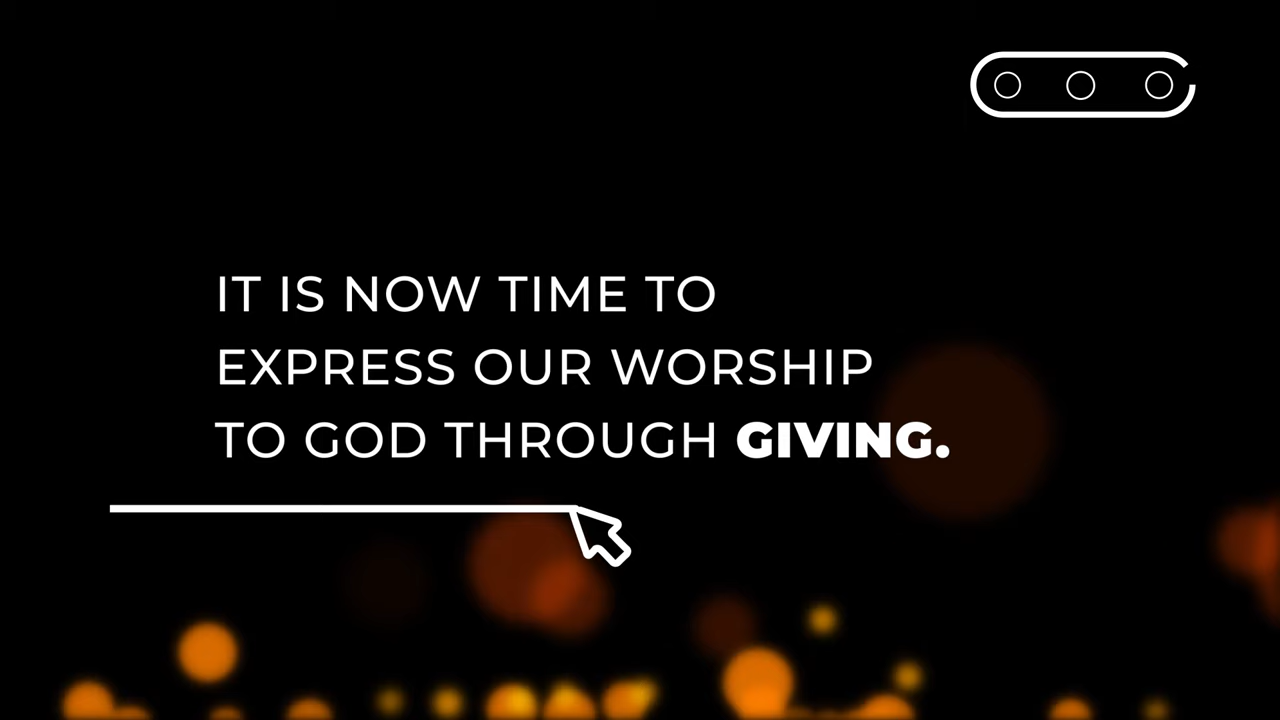 IT IS NOW TIME TO
EXPRESS OUR WORSHIP
TO GOD THROUGH GIVING.